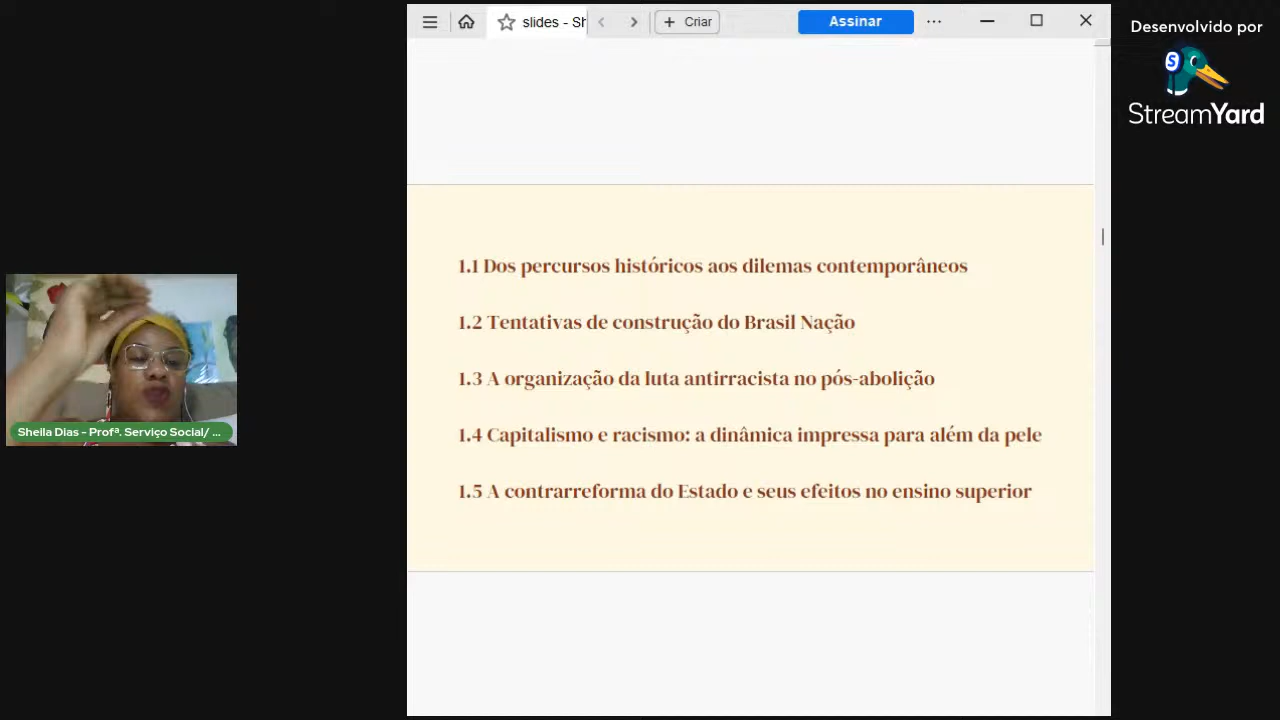 slides - Sh
Criar
Assinar
Desenvolvido por
StreamYard
1.1 Dos percursos históricos aos dilemas contemporâneos
1.2 Tentativas de construção do Brasil Nação
1.3 A organização da luta antirracista no pós-abolição
1.4 Capitalismo e racismo: a dinâmica impressa para além da pele
1.5 A contrarreforma do Estado e seus efeitos no ensino superior
Sheila Dias - Profª. Serviço Social/ ...